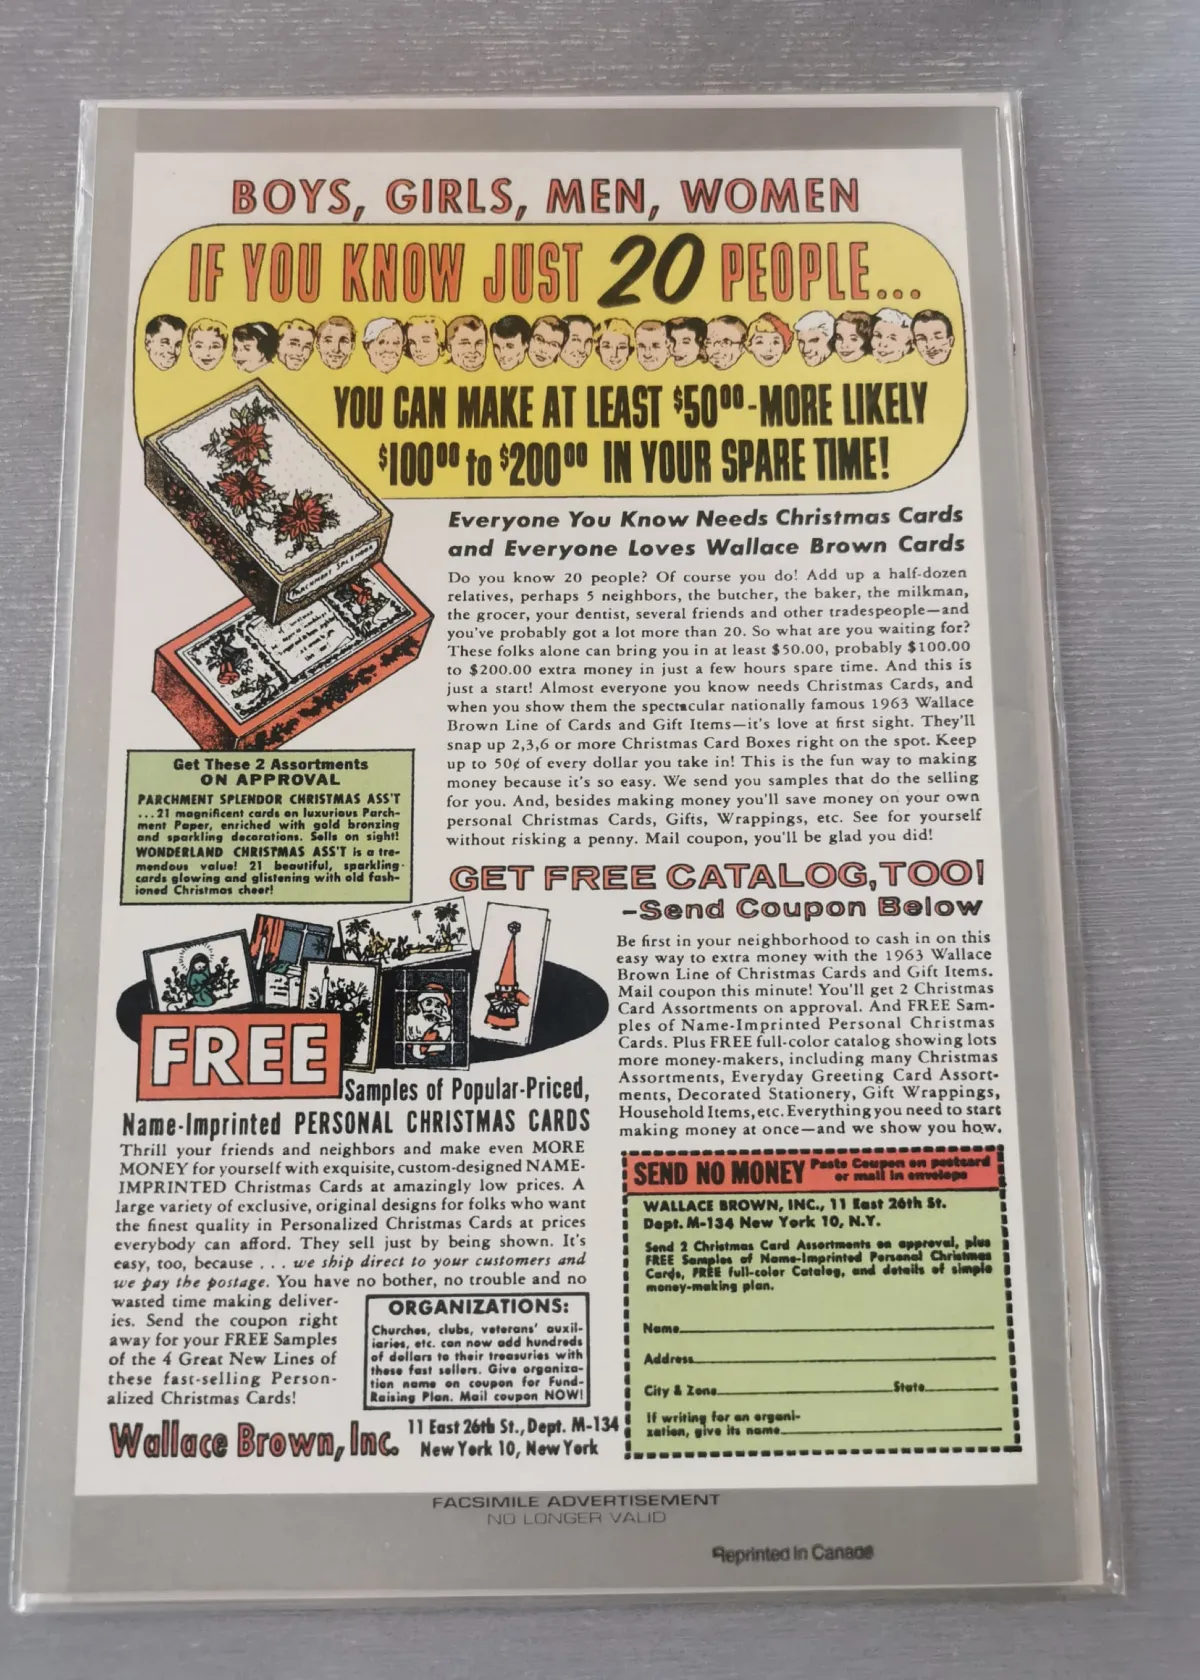 BOYS, GIRLS, MEN, WOMEN
IF YOU KNOW JUST 20 PEOPLE...
YOU CAN MAKE AT LEAST $50⁰⁰-MORE LIKELY
$100⁰⁰ to $200⁰⁰ IN YOUR SPARE TIME!
PARCHMENT SPLENDOR
Everyone You Know Needs Christmas Cards
and Everyone Loves Wallace Brown Cards
Do you know 20 people? Of course you do! Add up a half-dozen
relatives, perhaps 5 neighbors, the butcher, the baker, the milkman,
the grocer, your dentist, several friends and other tradespeople—and
you've probably got a lot more than 20. So what are you waiting for?
These folks alone can bring you in at least $50.00, probably $100.00
to $200.00 extra money in just a few hours spare time. And this is
just a start! Almost everyone you know needs Christmas Cards, and
when you show them the spectacular nationally famous 1963 Wallace
Brown Line of Cards and Gift Items—it's love at first sight. They'll
snap up 2,3,6 or more Christmas Card Boxes right on the spot. Keep
up to 50¢ of every dollar you take in! This is the fun way to making
money because it's so easy. We send you samples that do the selling
for you. And, besides making money you'll save money on your own
personal Christmas Cards, Gifts, Wrappings, etc. See for yourself
without risking a penny. Mail coupon, you'll be glad you did!
Get These 2 Assortments
ON APPROVAL
PARCHMENT SPLENDOR CHRISTMAS ASS'T
...21 magnificent cards on luxurious Parch-
ment Paper, enriched with gold bronzing
and sparkling decorations. Sells on sight!
WONDERLAND CHRISTMAS ASS'T is a tre-
mendous value! 21 beautiful, sparkling
cards glowing and glistening with old fash-
ioned Christmas cheer!
GET FREE CATALOG, TOO!
-Send Coupon Below
Be first in your neighborhood to cash in on this
easy way to extra money with the 1963 Wallace
Brown Line of Christmas Cards and Gift Items.
Mail coupon this minute! You'll get 2 Christmas
Card Assortments on approval. And FREE Sam-
ples of Name-Imprinted Personal Christmas
Cards. Plus FREE full-color catalog showing lots
more money-makers, including many Christmas
Assortments, Everyday Greeting Card Assort-
ments, Decorated Stationery, Gift Wrappings,
Household Items, etc. Everything you need to start
making money at once—and we show you how.
FREE
Samples of Popular-Priced,
Name-Imprinted PERSONAL CHRISTMAS CARDS
Thrill your friends and neighbors and make even MORE
MONEY for yourself with exquisite, custom-designed NAME-
IMPRINTED Christmas Cards at amazingly low prices. A
large variety of exclusive, original designs for folks who want
the finest quality in Personalized Christmas Cards at prices
everybody can afford. They sell just by being shown. It's
easy, too, because . . . we ship direct to your customers and
we pay the postage. You have no bother, no trouble and no
wasted time making deliver-
ies. Send the coupon right
away for your FREE Samples
of the 4 Great New Lines of
these fast-selling Person-
alized Christmas Cards!
ORGANIZATIONS:
Churches, clubs, veterans' auxil-
iaries, etc. can now add hundreds
of dollars to their treasuries with
these fast sellers. Give organiza-
tion name on coupon for Fund-
Raising Plan. Mail coupon NOW!
Wallace Brown, Inc.
11 East 26th St., Dept. M-134
New York 10, New York
SEND NO MONEY
Paste Coupon on postcard
or mail in envelope
WALLACE BROWN, INC., 11 East 26th St.
Dept. M-134 New York 10, N.Y.
Send 2 Christmas Card Assortments on approval, plus
FREE Samples of Name-Imprinted Personal Christmas
Cards, FREE full-color Catalog, and details of simple
money-making plan.
Name
Address
City & Zone State
If writing for an organi-
zation, give its name
FACSIMILE ADVERTISEMENT
NO LONGER VALID
Reprinted in Canada